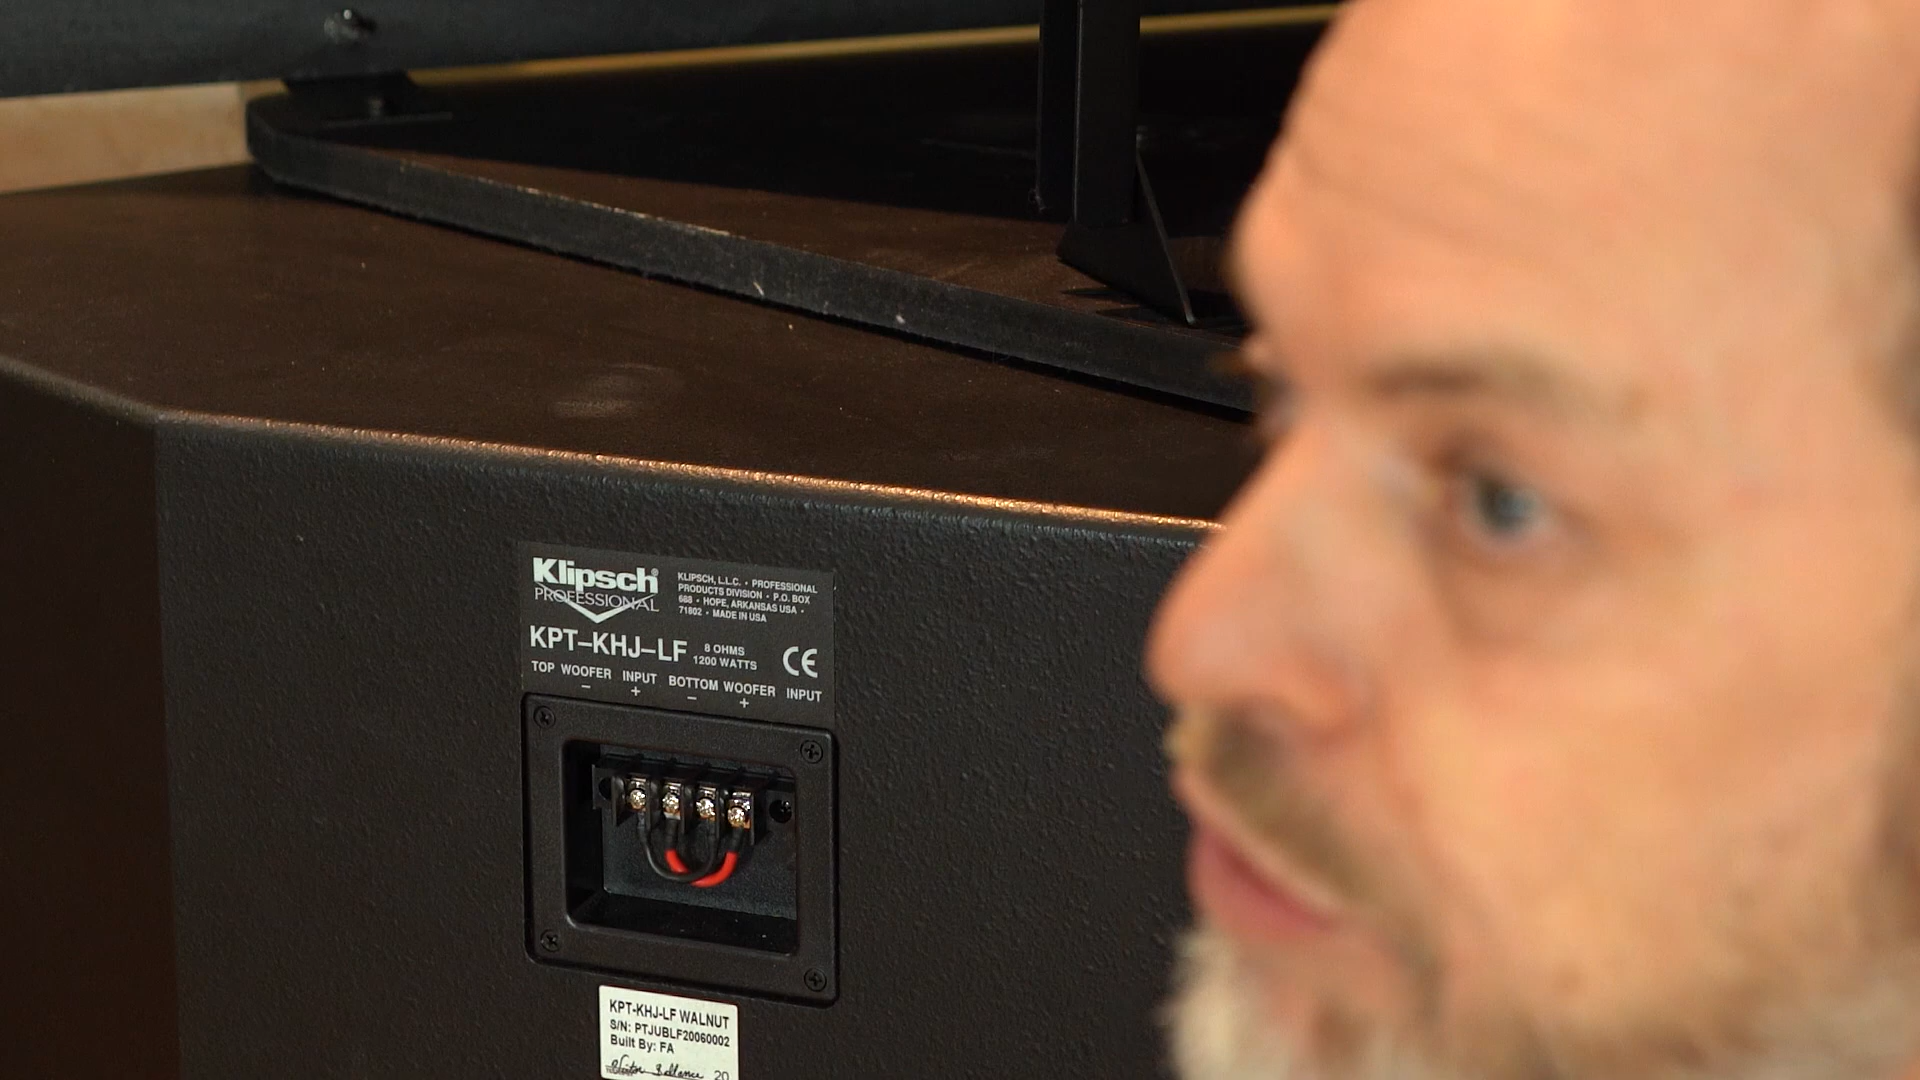 Klipsch®
PROFESSIONAL
KLIPSCH, L.L.C. • PROFESSIONAL
PRODUCTS DIVISION • P.O. BOX
688 • HOPE, ARKANSAS USA •
71802 • MADE IN USA
KPT–KHJ–LF
8 OHMS
1200 WATTS
CE
TOP WOOFER INPUT BOTTOM WOOFER INPUT
– + – +
KPT-KHJ-LF WALNUT
S/N: PTJUBLF20060002
Built By: FA
20